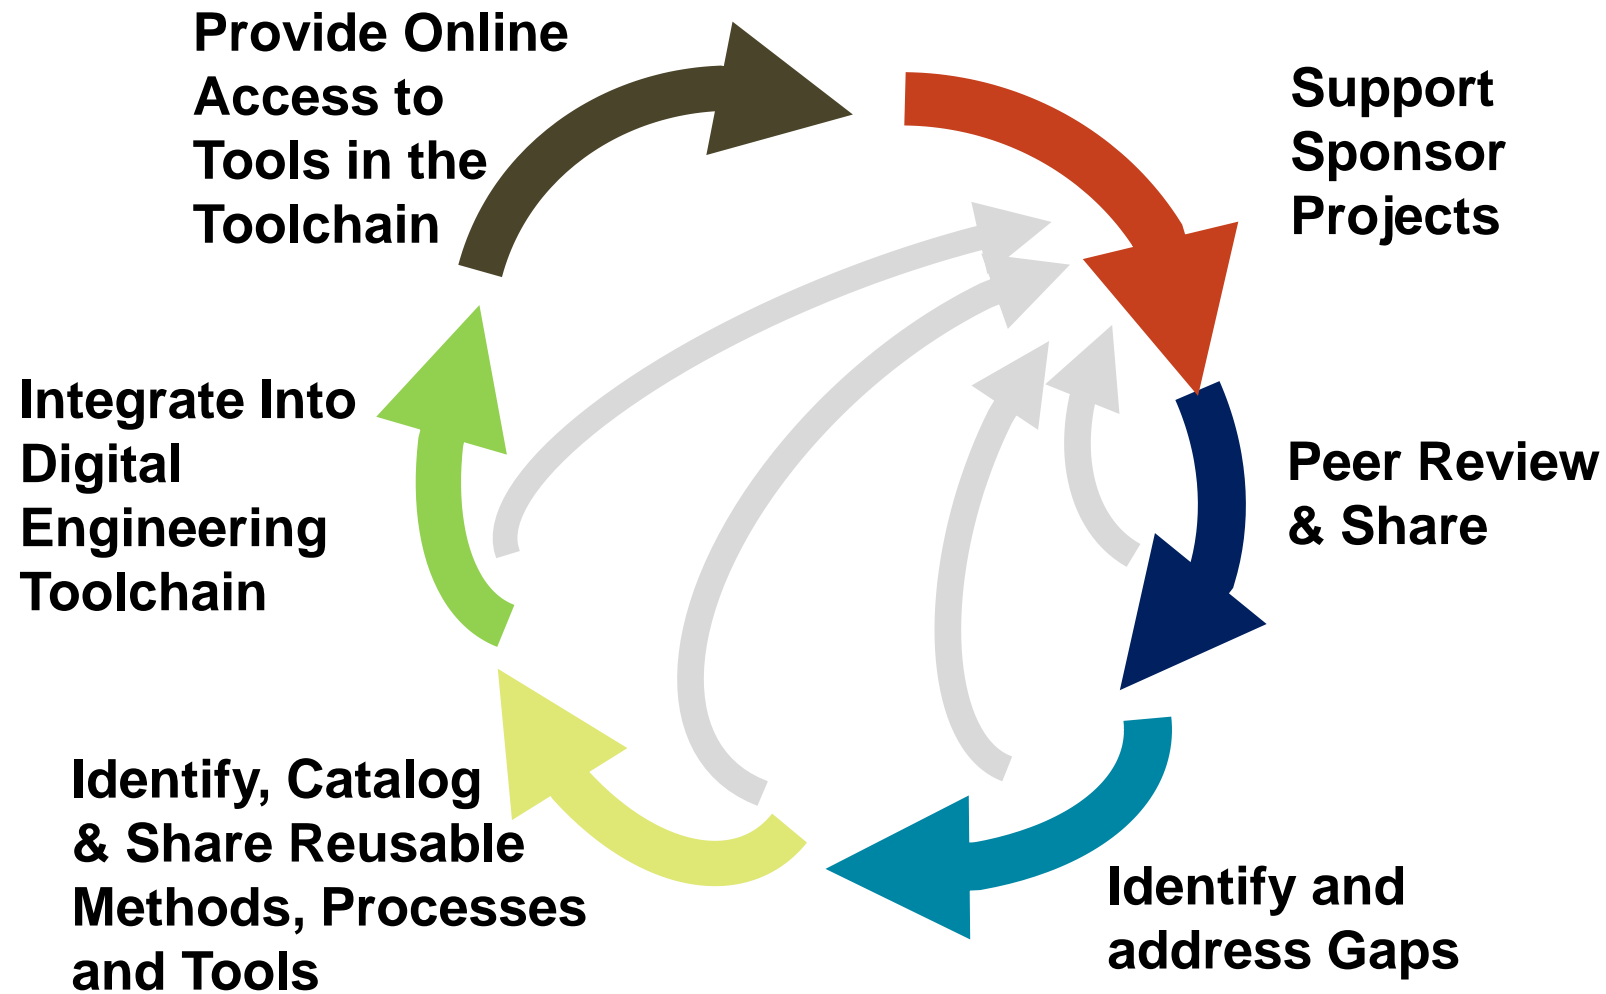 Provide Online
Access to
Tools in the
Toolchain
Support
Sponsor
Projects
Integrate Into
Digital
Engineering
Toolchain
Peer Review
& Share
Identify, Catalog
& Share Reusable
Methods, Processes
and Tools
Identify and
address Gaps